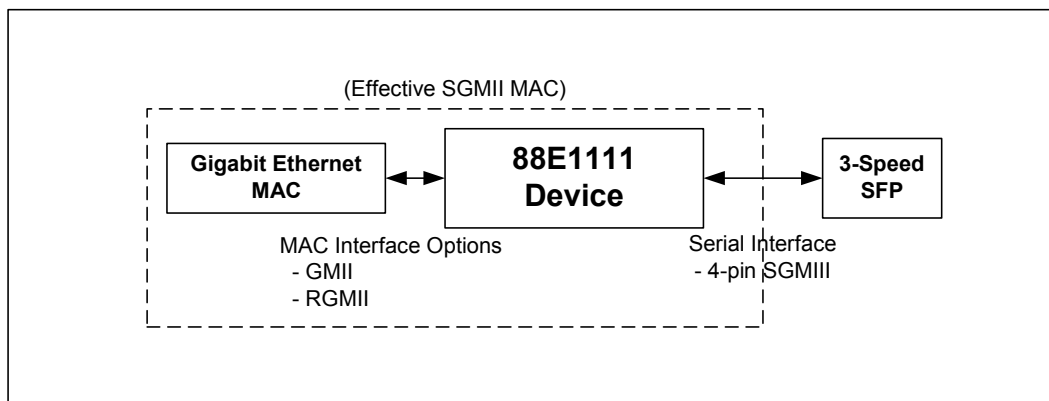 (Effective SGMII MAC)
Gigabit Ethernet
MAC
88E1111
Device
3-Speed
SFP
MAC Interface Options
- GMII
- RGMII
Serial Interface
- 4-pin SGMIII